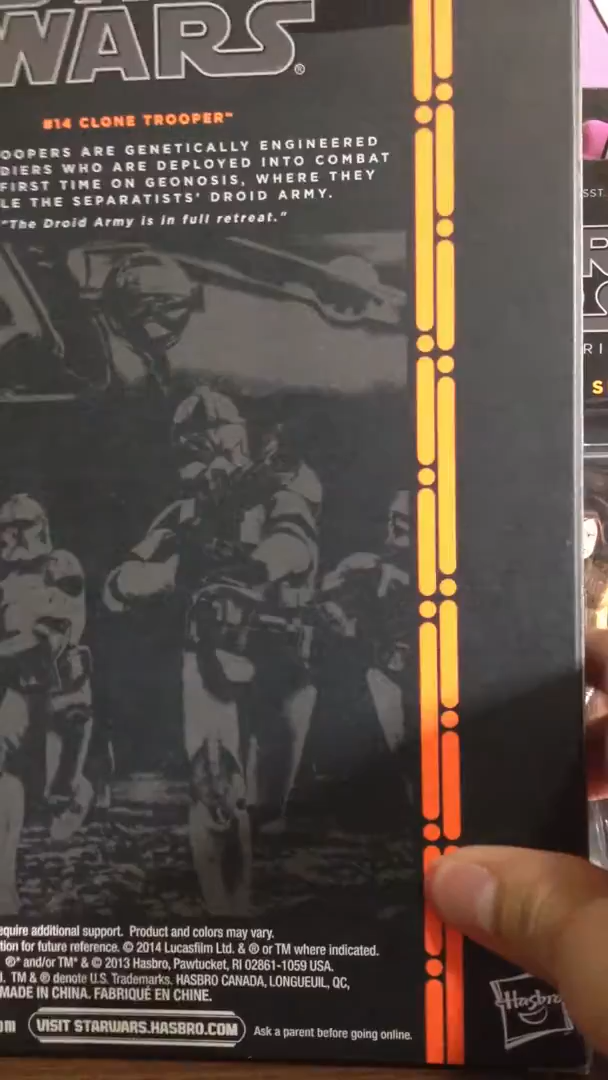 WARS®
#14 CLONE TROOPER™
OOPERS ARE GENETICALLY ENGINEERED
DIERS WHO ARE DEPLOYED INTO COMBAT
FIRST TIME ON GEONOSIS, WHERE THEY
LE THE SEPARATISTS' DROID ARMY.
"The Droid Army is in full retreat."
SST.
RI
S
equire additional support. Product and colors may vary.
tion for future reference. © 2014 Lucasfilm Ltd. & ® or TM where indicated.
®* and/or TM* & © 2013 Hasbro, Pawtucket, RI 02861-1059 USA.
. TM & ® denote U.S. Trademarks. HASBRO CANADA, LONGUEUIL, QC,
MADE IN CHINA. FABRIQUÉ EN CHINE.
om VISIT STARWARS.HASBRO.COM Ask a parent before going online.
Hasbro